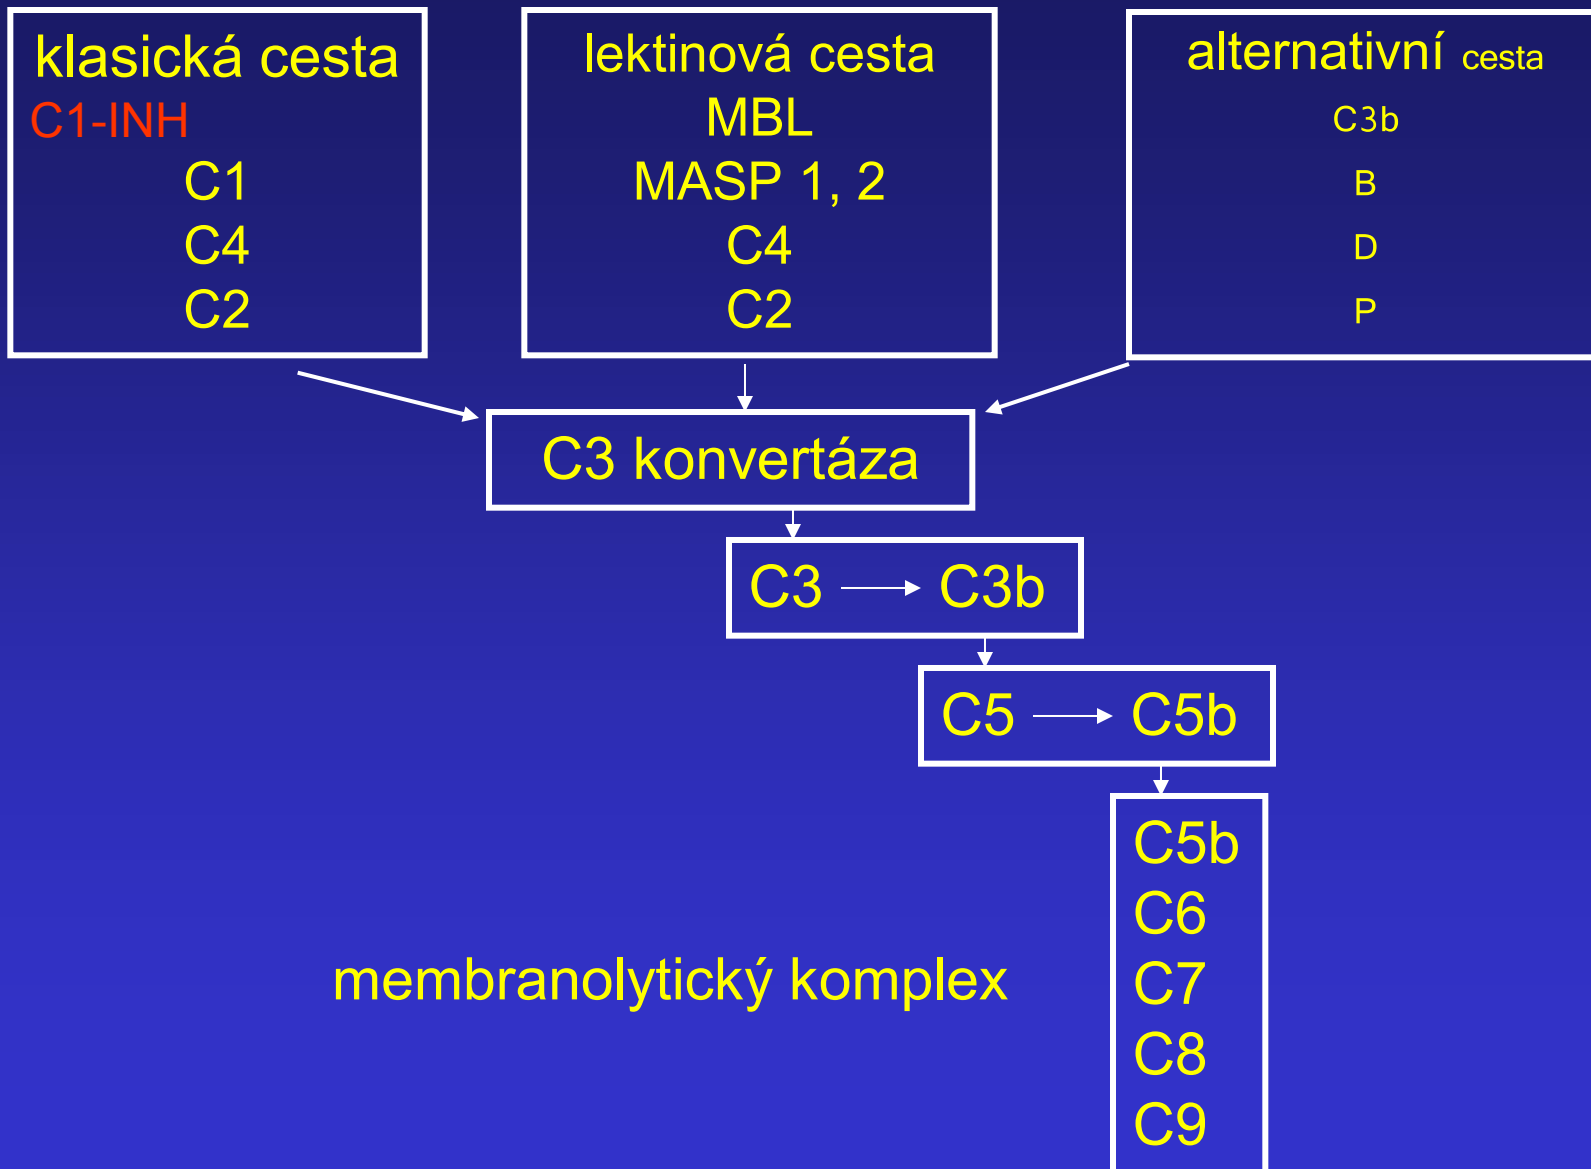 klasická cesta
C1-INH
C1
C4
C2
lektinová cesta
MBL
MASP 1, 2
C4
C2
alternativní cesta
C3b
B
D
P
C3 konvertáza
C3 C3b
C5 C5b
membranolytický komplex
C5b
C6
C7
C8
C9